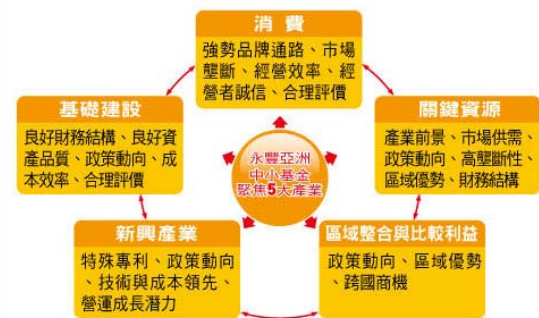 消費
強勢品牌通路、市場
壟斷、經營效率、經
營者誠信、合理評價
基礎建設
良好財務結構、良好資
產品質、政策動向、成
本效率、合理評價
關鍵資源
產業前景、市場供需、
政策動向、高壟斷性、
區域優勢、財務結構
永豐亞洲
中小基金
聚焦5大產業
新興產業
特殊專利、政策動向
、技術與成本領先、
營運成長潛力
區域整合與比較利益
政策動向、區域優勢
、跨國商機